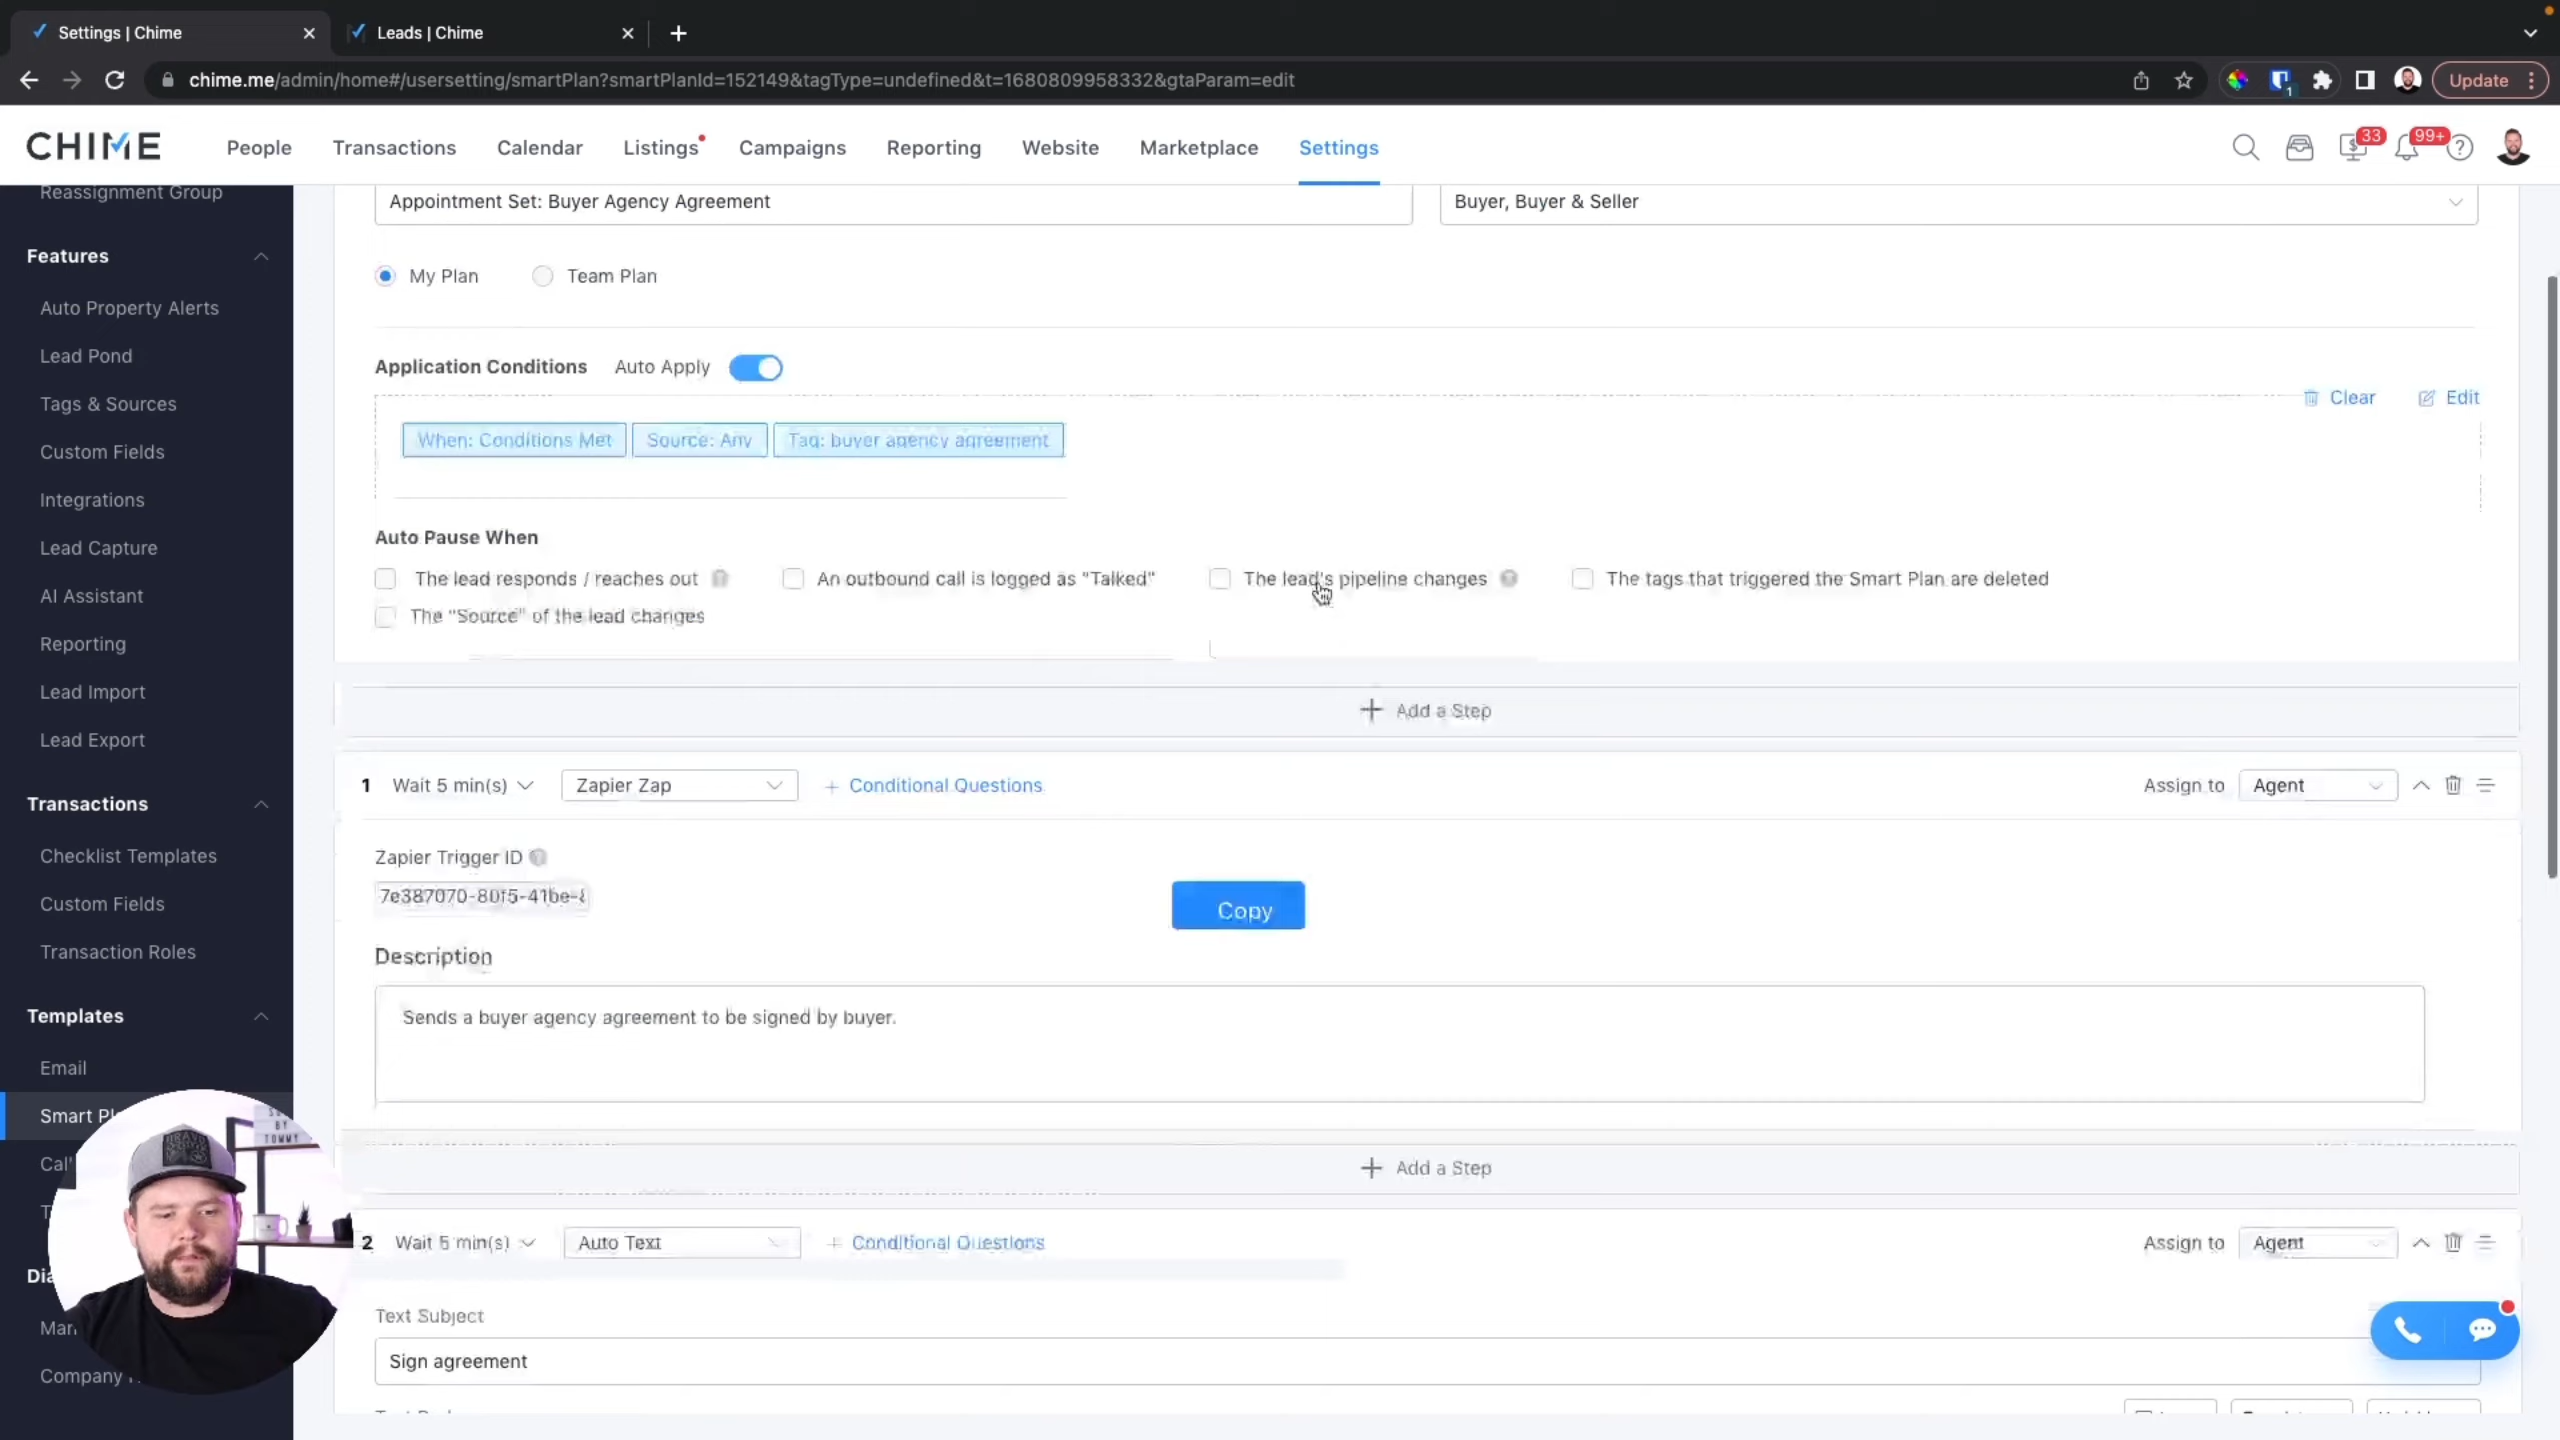 Settings | Chime
Leads | Chime
chime.me/admin/home#/usersetting/smartPlan?smartPlanId=152149&tagType=undefined&t=1680809958332&gtaParam=edit
1
Update
CHIME
People
Transactions
Calendar
Listings
Campaigns
Reporting
Website
Marketplace
Settings
33
99+
Reassignment Group
Features
Auto Property Alerts
Lead Pond
Tags & Sources
Custom Fields
Integrations
Lead Capture
AI Assistant
Reporting
Lead Import
Lead Export
Transactions
Checklist Templates
Custom Fields
Transaction Roles
Templates
Email
Smart Pl
Call
Company
BY
TOMMY
Appointment Set: Buyer Agency Agreement
Buyer, Buyer & Seller
My Plan
Team Plan
Application Conditions
Auto Apply
Clear
Edit
When: Conditions Met
Source: Any
Tag: buyer agency agreement
Auto Pause When
The lead responds / reaches out
An outbound call is logged as "Talked"
The lead's pipeline changes
The tags that triggered the Smart Plan are deleted
The "Source" of the lead changes
+ Add a Step
1
Wait 5 min(s)
Zapier Zap
+ Conditional Questions
Assign to
Agent
Zapier Trigger ID
7e387070-80f5-41be-8
Copy
Description
Sends a buyer agency agreement to be signed by buyer.
+ Add a Step
2
Wait 5 min(s)
Auto Text
+ Conditional Questions
Assign to
Agent
Text Subject
Sign agreement